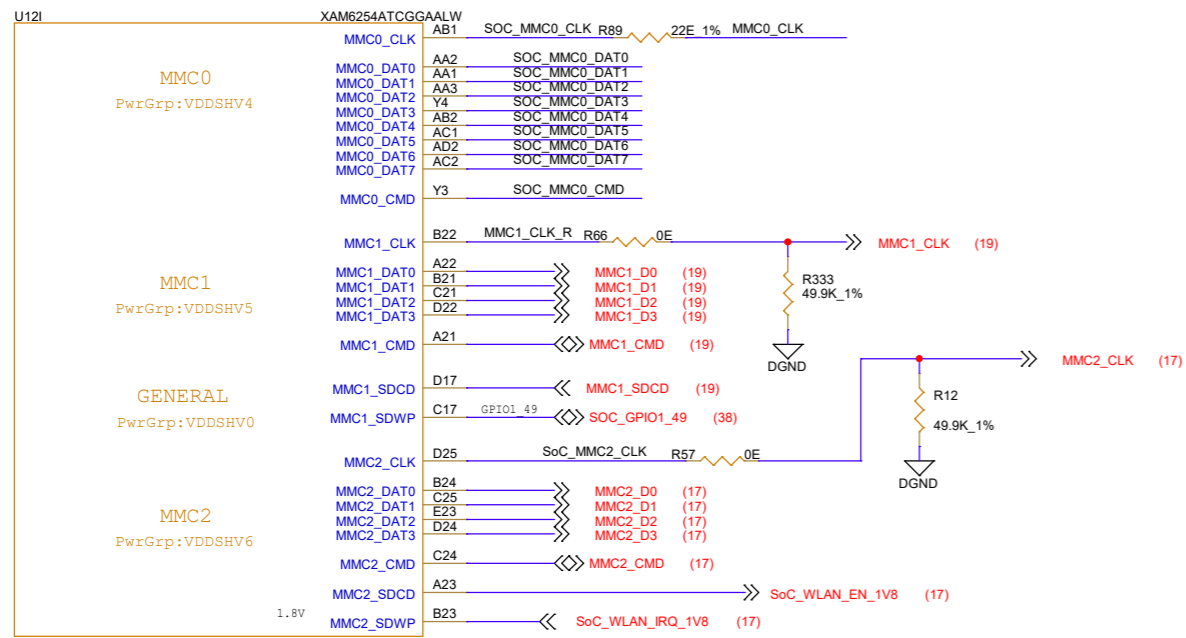 U12I XAM6254ATCGGAALW
MMC0_CLK AB1 SOC_MMC0_CLK R89 22E_1% MMC0_CLK
MMC0
PwrGrp:VDDSHV4
MMC0_DAT0 AA2 SOC_MMC0_DAT0
MMC0_DAT1 AA1 SOC_MMC0_DAT1
MMC0_DAT2 AA3 SOC_MMC0_DAT2
MMC0_DAT3 Y4 SOC_MMC0_DAT3
MMC0_DAT4 AB2 SOC_MMC0_DAT4
MMC0_DAT5 AC1 SOC_MMC0_DAT5
MMC0_DAT6 AD2 SOC_MMC0_DAT6
MMC0_DAT7 AC2 SOC_MMC0_DAT7
MMC0_CMD Y3 SOC_MMC0_CMD
MMC1_CLK B22 MMC1_CLK_R R66 0E MMC1_CLK (19)
MMC1
PwrGrp:VDDSHV5
MMC1_DAT0 A22 MMC1_D0 (19)
MMC1_DAT1 B21 MMC1_D1 (19)
MMC1_DAT2 C21 MMC1_D2 (19)
MMC1_DAT3 D22 MMC1_D3 (19)
R333
49.9K_1%
DGND
MMC1_CMD A21 MMC1_CMD (19)
MMC1_SDCD D17 MMC1_SDCD (19)
GENERAL
PwrGrp:VDDSHV0
MMC1_SDWP C17 GPIO1_49 SOC_GPIO1_49 (38)
MMC2_CLK D25 SoC_MMC2_CLK R57 0E MMC2_CLK (17)
R12
49.9K_1%
DGND
MMC2
PwrGrp:VDDSHV6
MMC2_DAT0 B24 MMC2_D0 (17)
MMC2_DAT1 C25 MMC2_D1 (17)
MMC2_DAT2 E23 MMC2_D2 (17)
MMC2_DAT3 D24 MMC2_D3 (17)
MMC2_CMD C24 MMC2_CMD (17)
MMC2_SDCD A23 SoC_WLAN_EN_1V8 (17)
1.8V
MMC2_SDWP B23 SoC_WLAN_IRQ_1V8 (17)